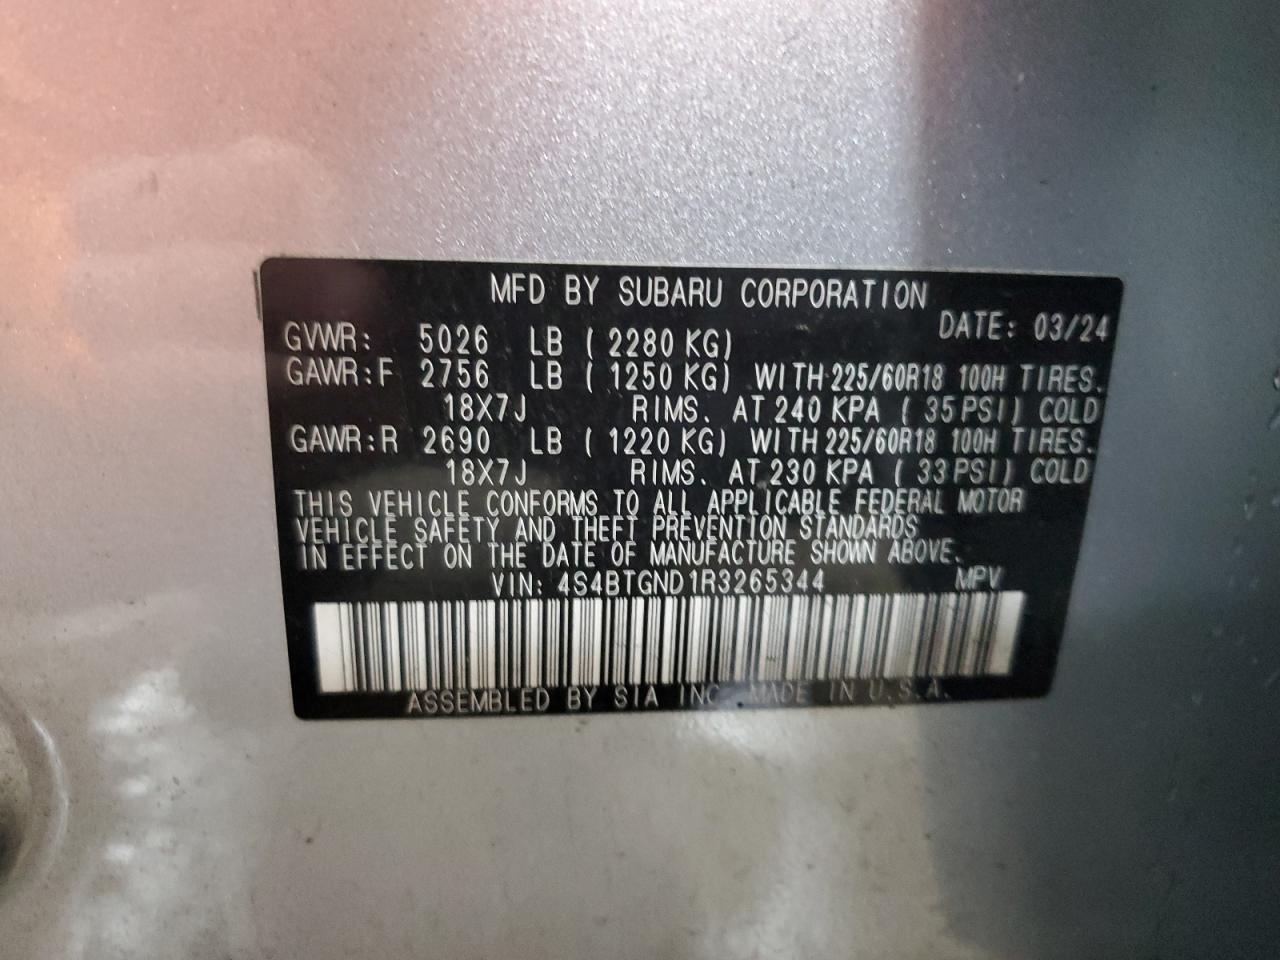 MFD BY SUBARU CORPORATION
DATE: 03/24
GVWR: 5026 LB ( 2280 KG)
GAWR:F 2756 LB ( 1250 KG) WITH 225/60R18 100H TIRES.
18X7J RIMS. AT 240 KPA ( 35 PSI) COLD
GAWR:R 2690 LB ( 1220 KG) WITH 225/60R18 100H TIRES.
18X7J RIMS. AT 230 KPA ( 33 PSI) COLD
THIS VEHICLE CONFORMS TO ALL APPLICABLE FEDERAL MOTOR
VEHICLE SAFETY AND THEFT PREVENTION STANDARDS
IN EFFECT ON THE DATE OF MANUFACTURE SHOWN ABOVE.
VIN: 4S4BTGND1R3265344 MPV
ASSEMBLED BY SIA INC. MADE IN U.S.A.